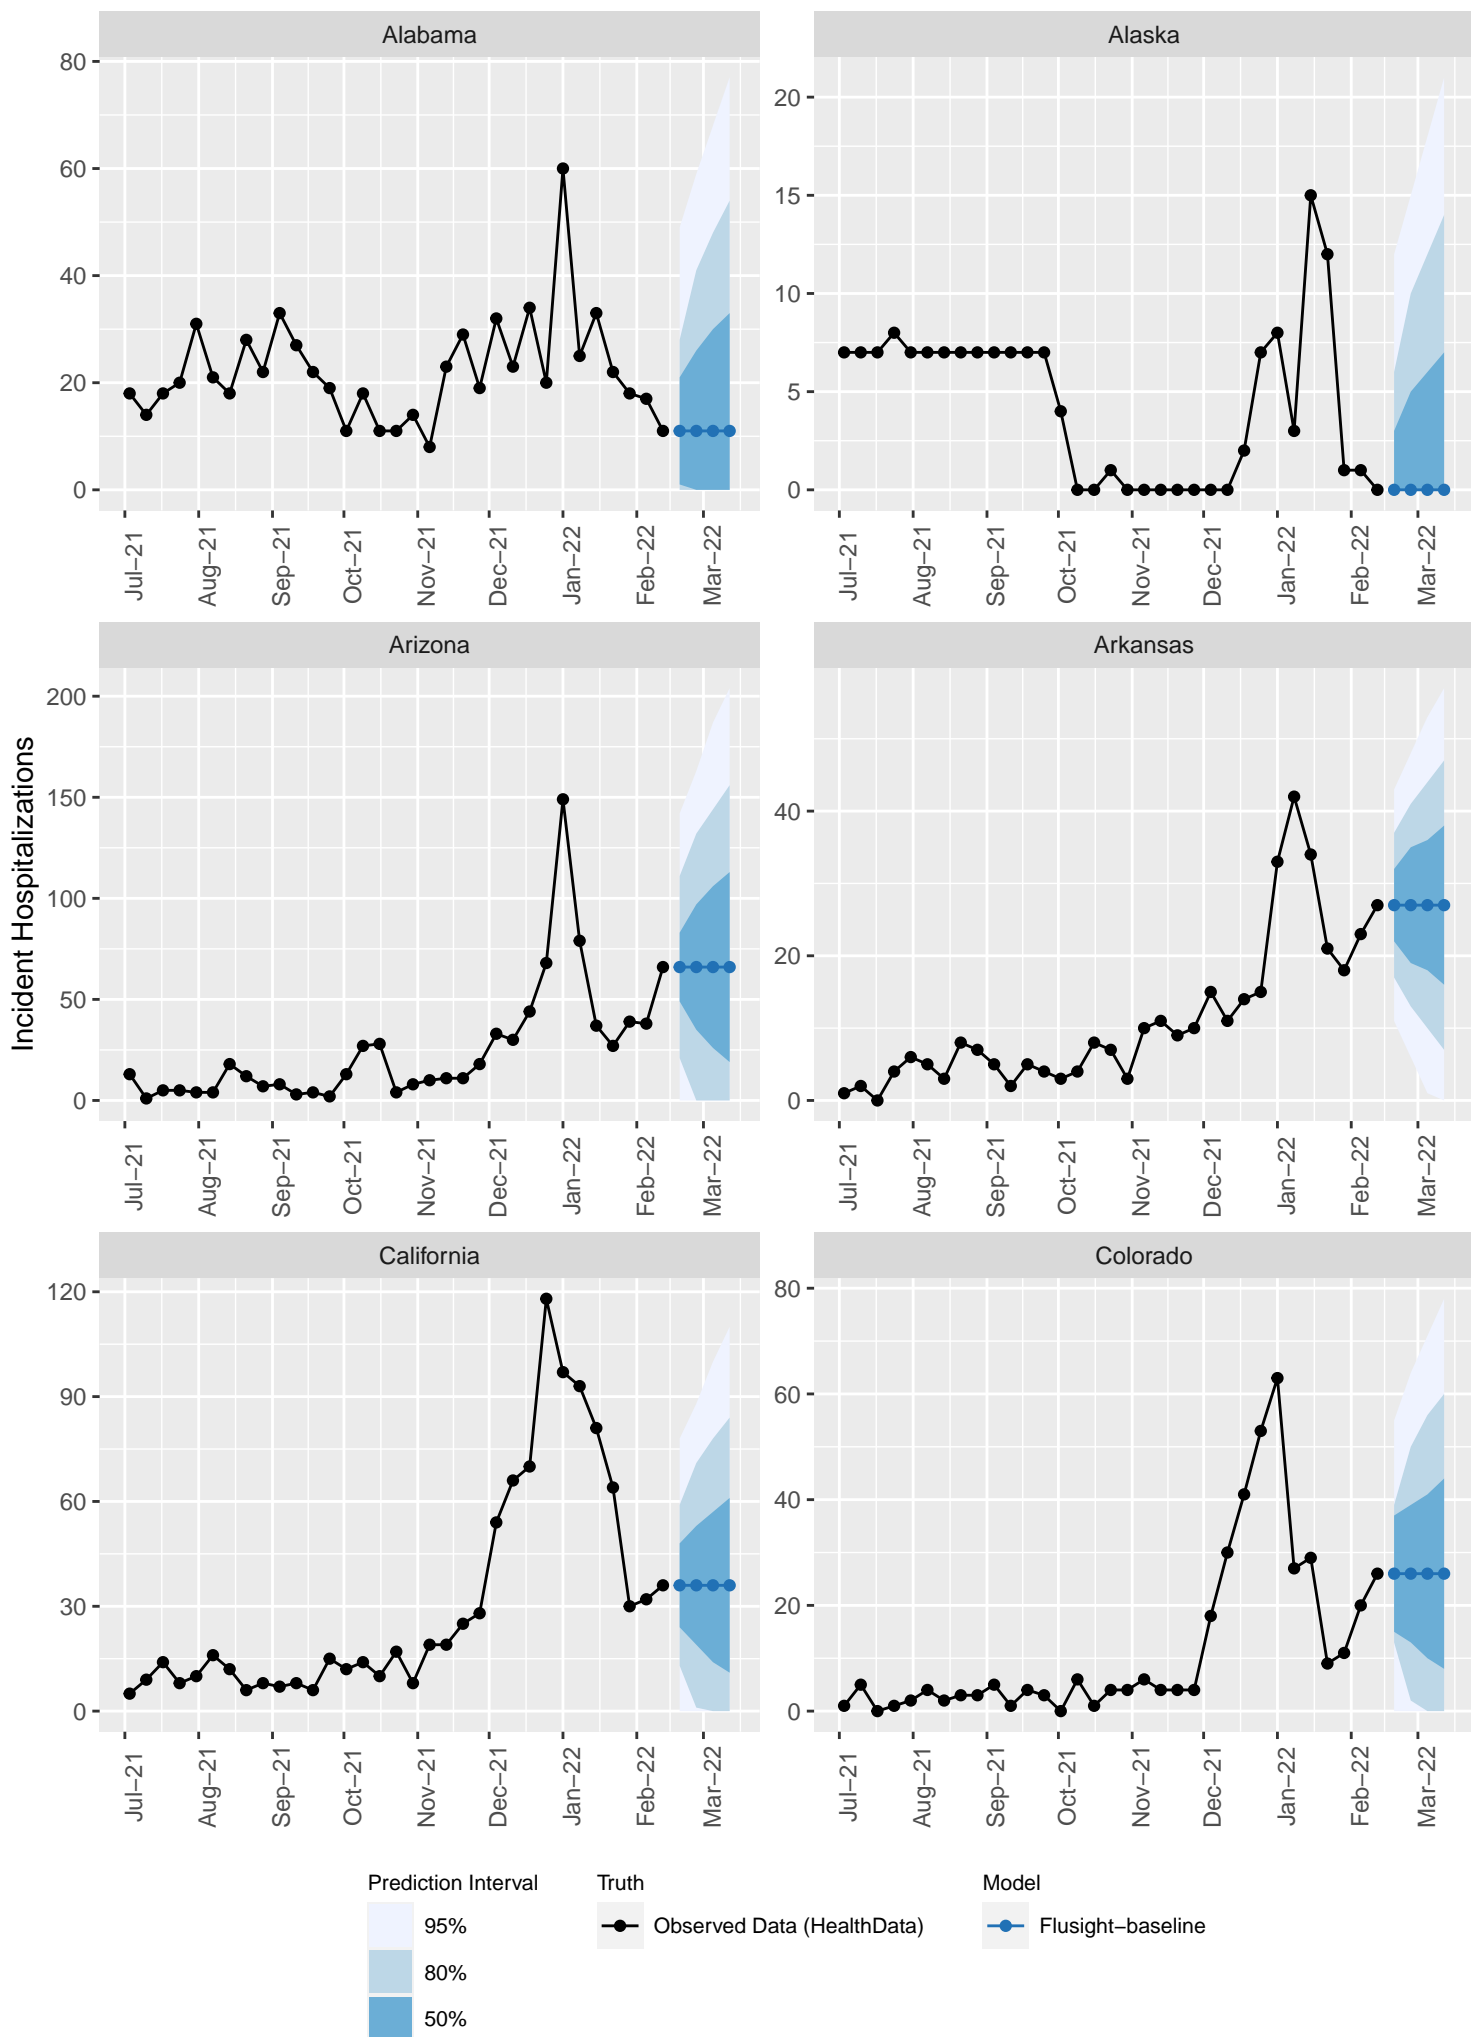 Alabama
80
60
40
20
0
Jul−21
Aug−21
Sep−21
Oct−21
Nov−21
Dec−21
Jan−22
Feb−22
Mar−22
Alaska
20
15
10
5
0
Jul−21
Aug−21
Sep−21
Oct−21
Nov−21
Dec−21
Jan−22
Feb−22
Mar−22
Incident Hospitalizations
Arizona
200
150
100
50
0
Jul−21
Aug−21
Sep−21
Oct−21
Nov−21
Dec−21
Jan−22
Feb−22
Mar−22
Arkansas
40
20
0
Jul−21
Aug−21
Sep−21
Oct−21
Nov−21
Dec−21
Jan−22
Feb−22
Mar−22
California
120
90
60
30
0
Jul−21
Aug−21
Sep−21
Oct−21
Nov−21
Dec−21
Jan−22
Feb−22
Mar−22
Colorado
80
60
40
20
0
Jul−21
Aug−21
Sep−21
Oct−21
Nov−21
Dec−21
Jan−22
Feb−22
Mar−22
Prediction Interval
95%
80%
50%
Truth
Observed Data (HealthData)
Model
Flusight−baseline